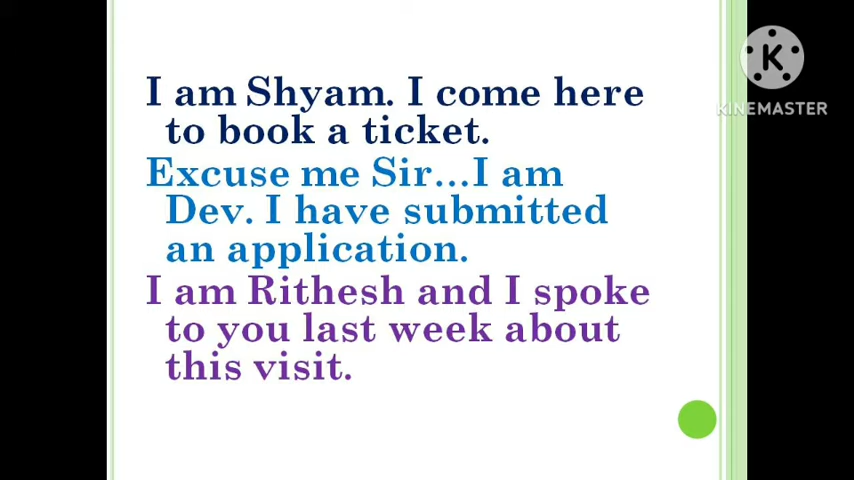 I am Shyam. I come here
to book a ticket.
Excuse me Sir...I am
Dev. I have submitted
an application.
I am Rithesh and I spoke
to you last week about
this visit.
K
KINEMASTER